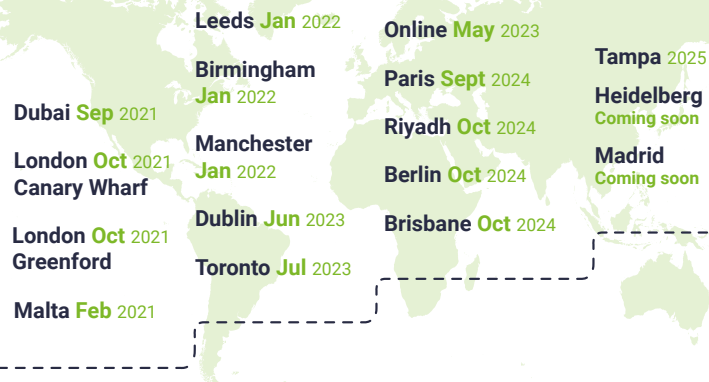 Dubai Sep 2021
London Oct 2021
Canary Wharf
London Oct 2021
Greenford
Malta Feb 2021
Leeds Jan 2022
Birmingham
Jan 2022
Manchester
Jan 2022
Dublin Jun 2023
Toronto Jul 2023
Online May 2023
Paris Sept 2024
Riyadh Oct 2024
Berlin Oct 2024
Brisbane Oct 2024
Tampa 2025
Heidelberg
Coming soon
Madrid
Coming soon